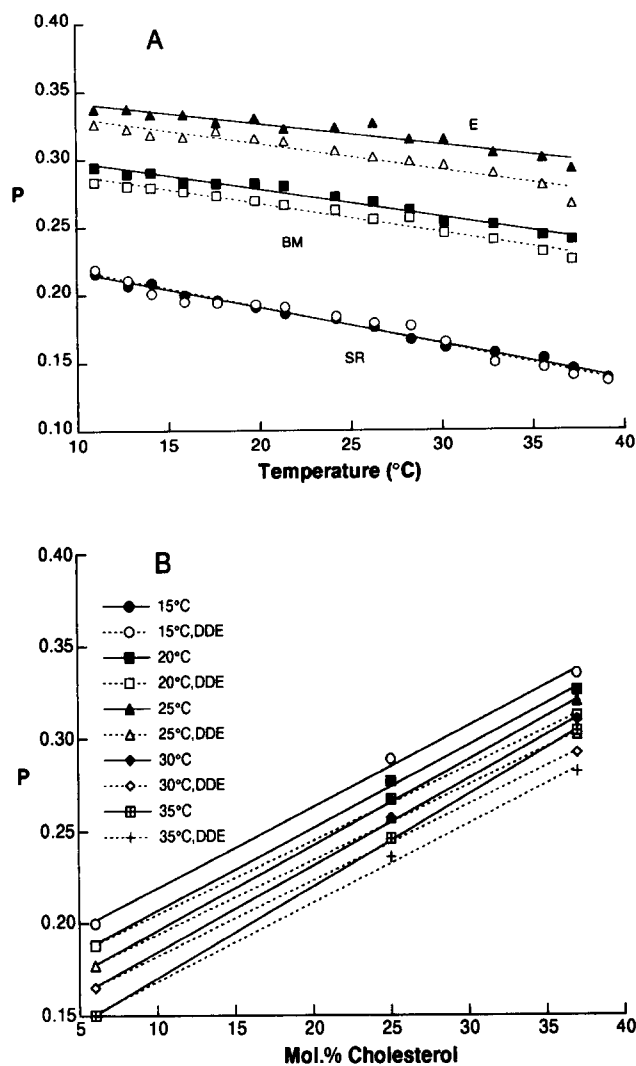 A
0.40
0.35
0.30
0.25
0.20
0.15
0.10
P
E
BM
SR
10 15 20 25 30 35 40
Temperature (°C)
B
0.40
0.35
0.30
0.25
0.20
0.15
P
15°C
15°C,DDE
20°C
20°C,DDE
25°C
25°C,DDE
30°C
30°C,DDE
35°C
35°C,DDE
5 10 15 20 25 30 35 40
Mol.% Cholesterol